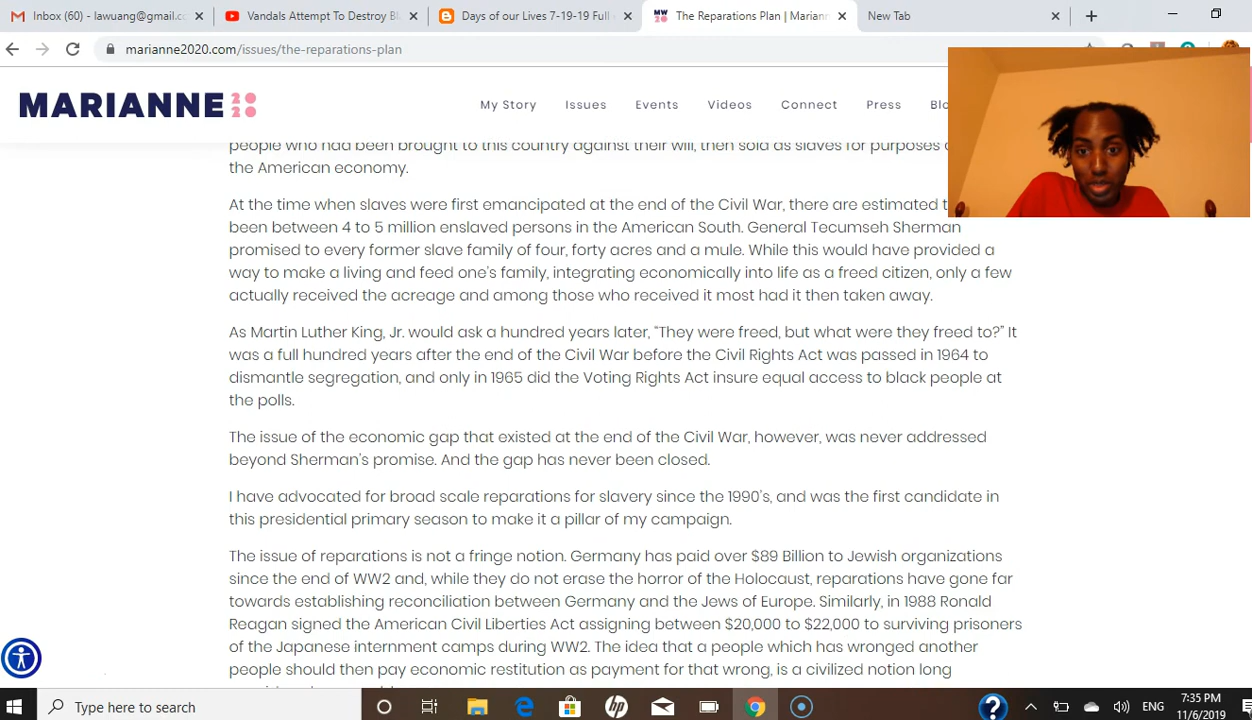 Inbox (60) - lawuang@gmail.c
Vandals Attempt To Destroy Bl
Days of our Lives 7-19-19 Full
The Reparations Plan | Mariann
New Tab
marianne2020.com/issues/the-reparations-plan
MARIANNE 2020
My Story Issues Events Videos Connect Press Blo
people who had been brought to this country against their will, then sold as slaves for purposes
the American economy.
At the time when slaves were first emancipated at the end of the Civil War, there are estimated
been between 4 to 5 million enslaved persons in the American South. General Tecumseh Sherman
promised to every former slave family of four, forty acres and a mule. While this would have provided a
way to make a living and feed one's family, integrating economically into life as a freed citizen, only a few
actually received the acreage and among those who received it most had it then taken away.
As Martin Luther King, Jr. would ask a hundred years later, "They were freed, but what were they freed to?" It
was a full hundred years after the end of the Civil War before the Civil Rights Act was passed in 1964 to
dismantle segregation, and only in 1965 did the Voting Rights Act insure equal access to black people at
the polls.
The issue of the economic gap that existed at the end of the Civil War, however, was never addressed
beyond Sherman's promise. And the gap has never been closed.
I have advocated for broad scale reparations for slavery since the 1990's, and was the first candidate in
this presidential primary season to make it a pillar of my campaign.
The issue of reparations is not a fringe notion. Germany has paid over $89 Billion to Jewish organizations
since the end of WW2 and, while they do not erase the horror of the Holocaust, reparations have gone far
towards establishing reconciliation between Germany and the Jews of Europe. Similarly, in 1988 Ronald
Reagan signed the American Civil Liberties Act assigning between $20,000 to $22,000 to surviving prisoners
of the Japanese internment camps during WW2. The idea that a people which has wronged another
people should then pay economic restitution as payment for that wrong, is a civilized notion long
Type here to search
hp
ENG
7:35 PM
11/6/2019